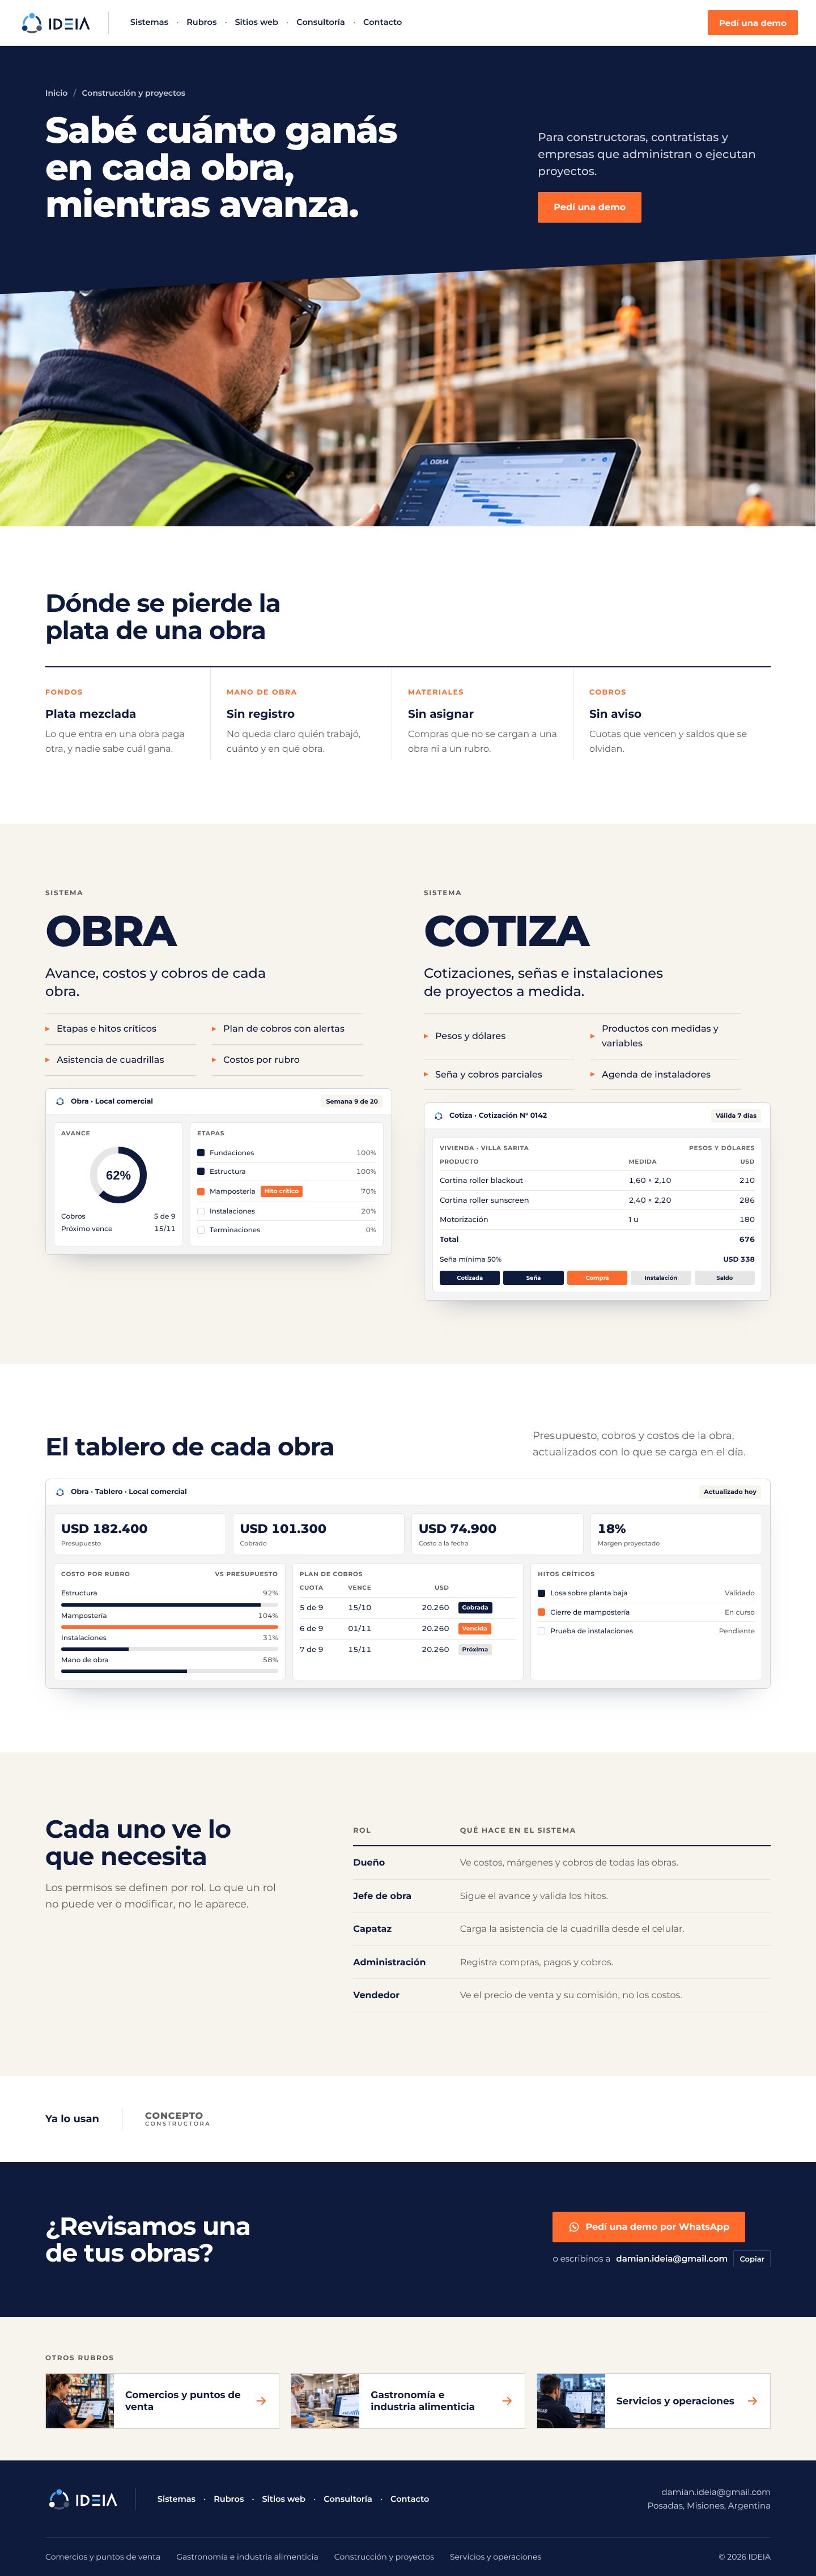 IDEIA
Sistemas · Rubros · Sitios web · Consultoría · Contacto
Pedí una demo
Inicio / Construcción y proyectos
Sabé cuánto ganás
en cada obra,
mientras avanza.
Para constructoras, contratistas y
empresas que administran o ejecutan
proyectos.
Pedí una demo
IDEIA
Dónde se pierde la
plata de una obra
FONDOS
Plata mezclada
Lo que entra en una obra paga
otra, y nadie sabe cuál gana.
MANO DE OBRA
Sin registro
No queda claro quién trabajó,
cuánto y en qué obra.
MATERIALES
Sin asignar
Compras que no se cargan a una
obra ni a un rubro.
COBROS
Sin aviso
Cuotas que vencen y saldos que se
olvidan.
SISTEMA
OBRA
Avance, costos y cobros de cada
obra.
Etapas e hitos críticos
Plan de cobros con alertas
Asistencia de cuadrillas
Costos por rubro
Obra · Local comercial
Semana 9 de 20
AVANCE
62%
Cobros 5 de 9
Próximo vence 15/11
ETAPAS
Fundaciones 100%
Estructura 100%
Mampostería Hito crítico 70%
Instalaciones 20%
Terminaciones 0%
SISTEMA
COTIZA
Cotizaciones, señas e instalaciones
de proyectos a medida.
Pesos y dólares
Productos con medidas y
variables
Seña y cobros parciales
Agenda de instaladores
Cotiza · Cotización N° 0142
Válida 7 días
VIVIENDA · VILLA SARITA PESOS Y DÓLARES
PRODUCTO MEDIDA USD
Cortina roller blackout 1,60 × 2,10 210
Cortina roller sunscreen 2,40 × 2,20 286
Motorización 1 u 180
Total 676
Seña mínima 50% USD 338
Cotizada Seña Compra Instalación Saldo
El tablero de cada obra
Presupuesto, cobros y costos de la obra,
actualizados con lo que se carga en el día.
Obra · Tablero · Local comercial
Actualizado hoy
USD 182.400
Presupuesto
USD 101.300
Cobrado
USD 74.900
Costo a la fecha
18%
Margen proyectado
COSTO POR RUBRO VS PRESUPUESTO
Estructura 92%
Mampostería 104%
Instalaciones 31%
Mano de obra 58%
PLAN DE COBROS
CUOTA VENCE USD
5 de 9 15/10 20.260 Cobrada
6 de 9 01/11 20.260 Vencida
7 de 9 15/11 20.260 Próxima
HITOS CRÍTICOS
Losa sobre planta baja Validado
Cierre de mampostería En curso
Prueba de instalaciones Pendiente
Cada uno ve lo
que necesita
Los permisos se definen por rol. Lo que un rol
no puede ver o modificar, no le aparece.
ROL QUÉ HACE EN EL SISTEMA
Dueño Ve costos, márgenes y cobros de todas las obras.
Jefe de obra Sigue el avance y valida los hitos.
Capataz Carga la asistencia de la cuadrilla desde el celular.
Administración Registra compras, pagos y cobros.
Vendedor Ve el precio de venta y su comisión, no los costos.
Ya lo usan
CONCEPTO
CONSTRUCTORA
¿Revisamos una
de tus obras?
Pedí una demo por WhatsApp
o escribinos a damian.ideia@gmail.com Copiar
OTROS RUBROS
Comercios y puntos de
venta
Gastronomía e
industria alimenticia
Servicios y operaciones
IDEIA
Sistemas · Rubros · Sitios web · Consultoría · Contacto
damian.ideia@gmail.com
Posadas, Misiones, Argentina
Comercios y puntos de venta Gastronomía e industria alimenticia Construcción y proyectos Servicios y operaciones
© 2026 IDEIA